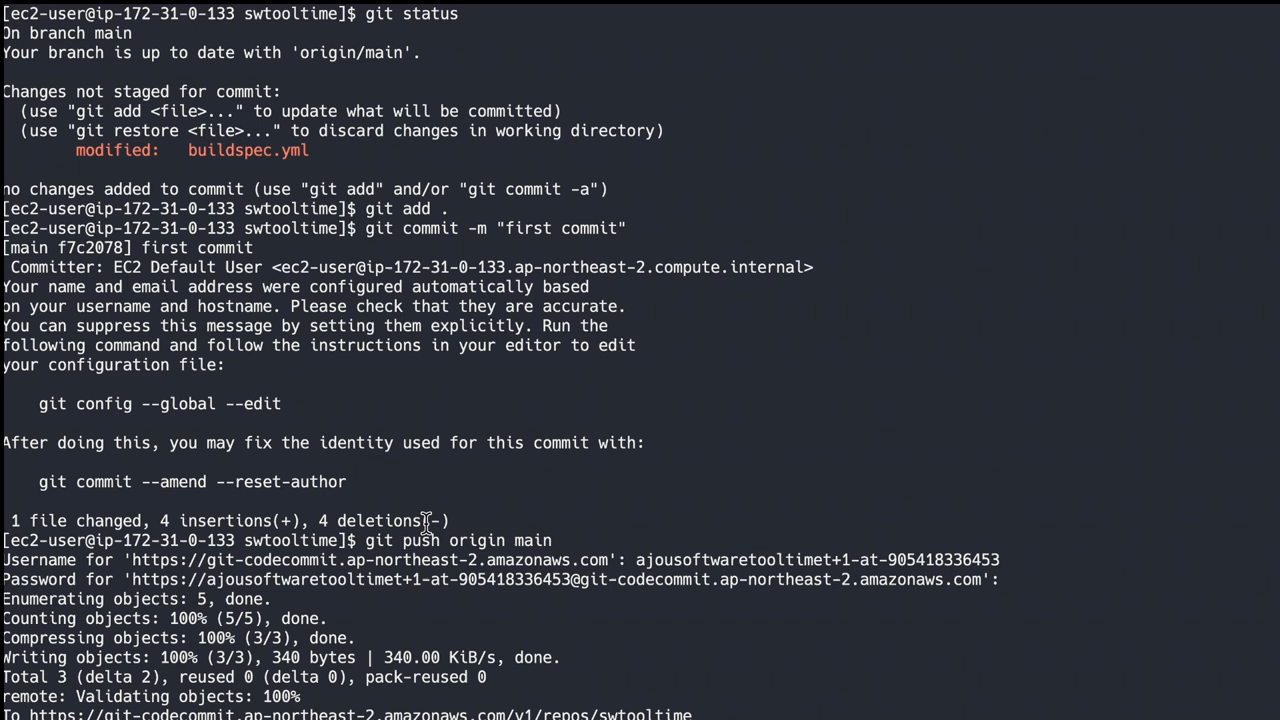 [ec2-user@ip-172-31-0-133 swtooltime]$ git status
On branch main
Your branch is up to date with 'origin/main'.
Changes not staged for commit:
  (use "git add <file>..." to update what will be committed)
  (use "git restore <file>..." to discard changes in working directory)
        modified:   buildspec.yml
no changes added to commit (use "git add" and/or "git commit -a")
[ec2-user@ip-172-31-0-133 swtooltime]$ git add .
[ec2-user@ip-172-31-0-133 swtooltime]$ git commit -m "first commit"
[main f7c2078] first commit
 Committer: EC2 Default User <ec2-user@ip-172-31-0-133.ap-northeast-2.compute.internal>
Your name and email address were configured automatically based
on your username and hostname. Please check that they are accurate.
You can suppress this message by setting them explicitly. Run the
following command and follow the instructions in your editor to edit
your configuration file:
    git config --global --edit
After doing this, you may fix the identity used for this commit with:
    git commit --amend --reset-author
 1 file changed, 4 insertions(+), 4 deletions(-)
[ec2-user@ip-172-31-0-133 swtooltime]$ git push origin main
Username for 'https://git-codecommit.ap-northeast-2.amazonaws.com': ajousoftwaretooltimet+1-at-905418336453
Password for 'https://ajousoftwaretooltimet+1-at-905418336453@git-codecommit.ap-northeast-2.amazonaws.com':
Enumerating objects: 5, done.
Counting objects: 100% (5/5), done.
Compressing objects: 100% (3/3), done.
Writing objects: 100% (3/3), 340 bytes | 340.00 KiB/s, done.
Total 3 (delta 2), reused 0 (delta 0), pack-reused 0
remote: Validating objects: 100%
To https://git-codecommit.ap-northeast-2.amazonaws.com/v1/repos/swtooltime